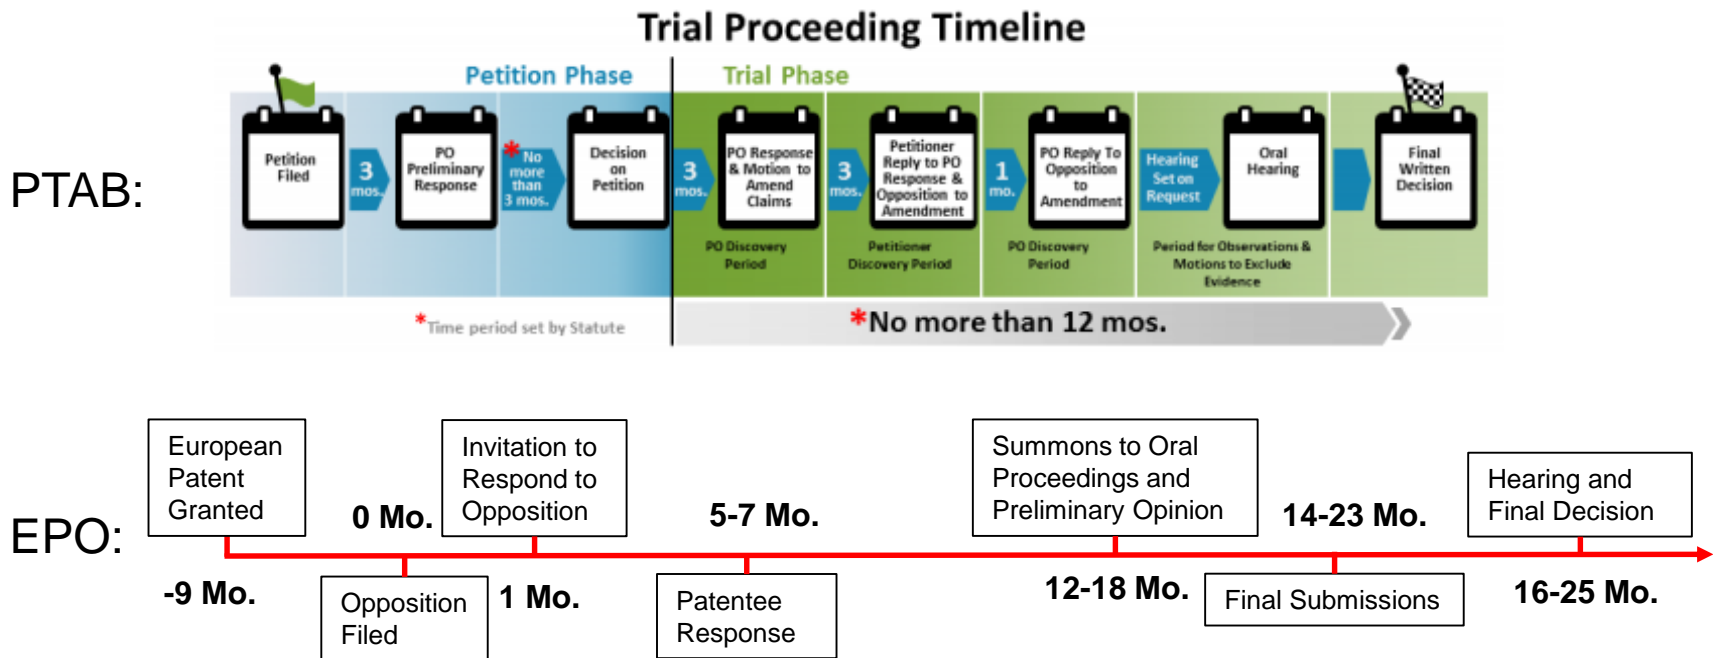 Trial Proceeding Timeline
Petition Phase
Trial Phase
PTAB:
Petition
Filed
3
mos.
PO
Preliminary
Response
* No
more
than
3 mos.
Decision
on
Petition
3
mos.
PO Response
& Motion to
Amend
Claims
PO Discovery
Period
3
mos.
Petitioner
Reply to PO
Response &
Opposition to
Amendment
Petitioner
Discovery Period
1
mo.
PO Reply To
Opposition
to
Amendment
PO Discovery
Period
Hearing
Set on
Request
Oral
Hearing
Period for Observations &
Motions to Exclude
Evidence
Final
Written
Decision
*Time period set by Statute
*No more than 12 mos.
EPO:
European
Patent
Granted
-9 Mo.
0 Mo.
Opposition
Filed
Invitation to
Respond to
Opposition
1 Mo.
5-7 Mo.
Patentee
Response
Summons to Oral
Proceedings and
Preliminary Opinion
12-18 Mo.
14-23 Mo.
Final Submissions
Hearing and
Final Decision
16-25 Mo.